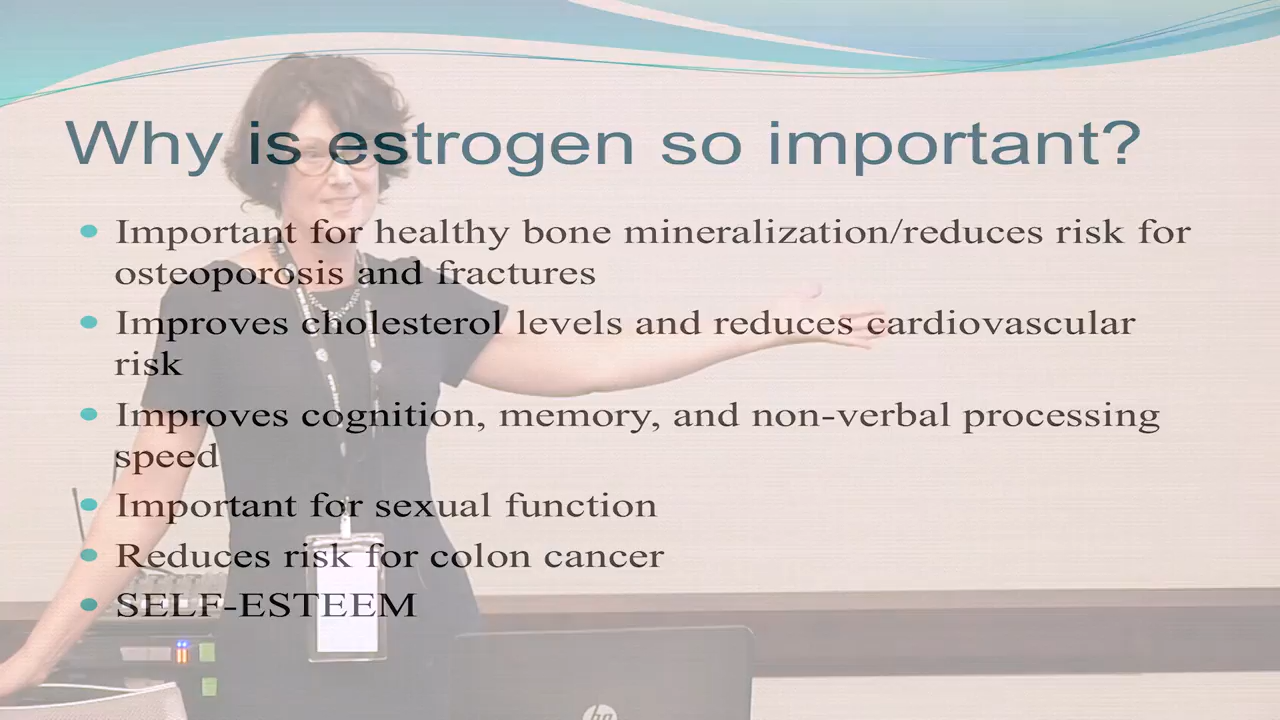 Why is estrogen so important?
Important for healthy bone mineralization/reduces risk for
osteoporosis and fractures
Improves cholesterol levels and reduces cardiovascular
risk
Improves cognition, memory, and non-verbal processing
speed
Important for sexual function
Reduces risk for colon cancer
SELF-ESTEEM
hp